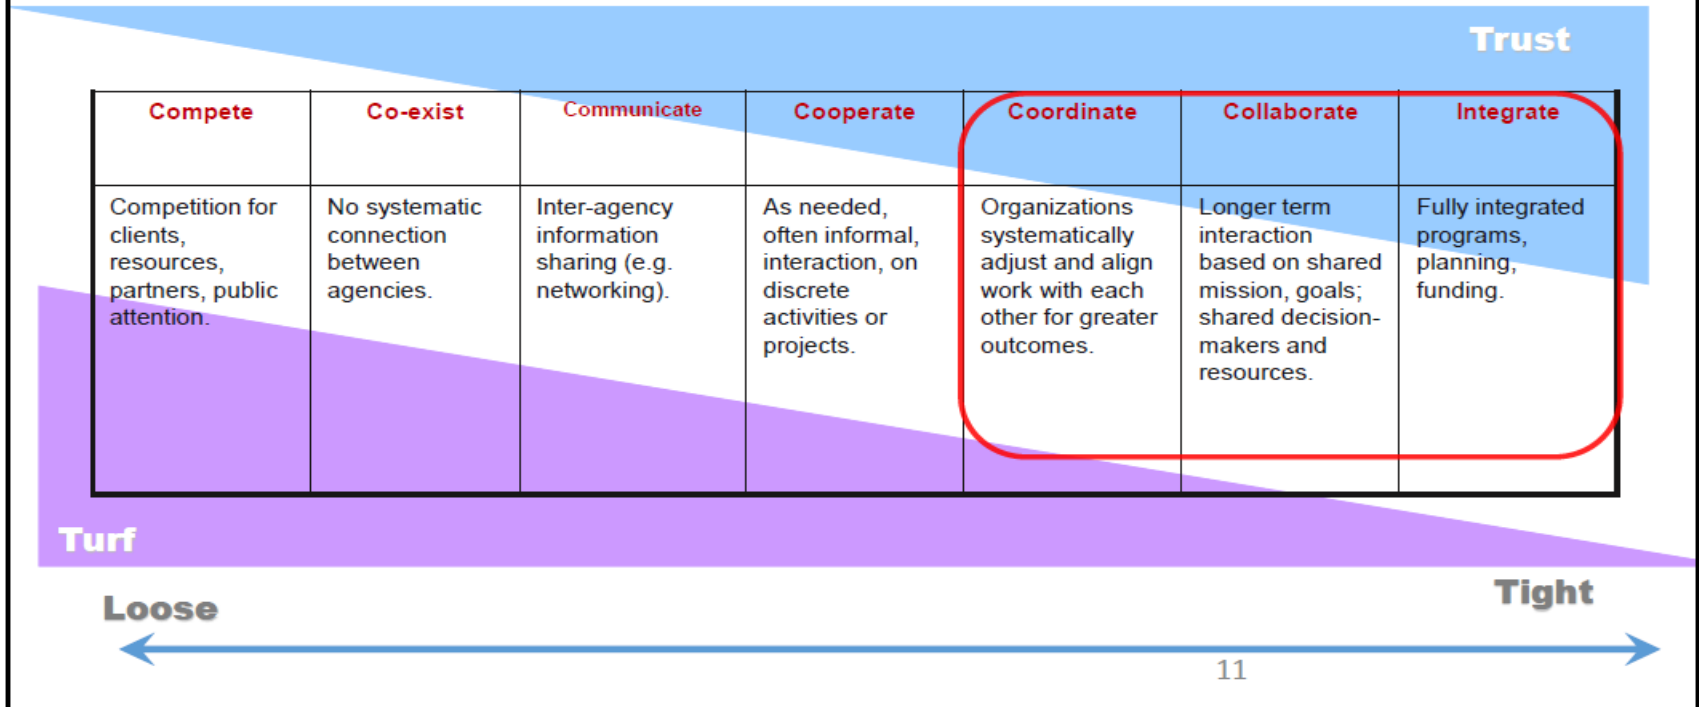 Trust
Compete
Co-exist
Communicate
Cooperate
Coordinate
Collaborate
Integrate
Competition for
clients,
resources,
partners, public
attention.
No systematic
connection
between
agencies.
Inter-agency
information
sharing (e.g.
networking).
As needed,
often informal,
interaction, on
discrete
activities or
projects.
Organizations
systematically
adjust and align
work with each
other for greater
outcomes.
Longer term
interaction
based on shared
mission, goals;
shared decision-
makers and
resources.
Fully integrated
programs,
planning,
funding.
Turf
Loose
Tight
11